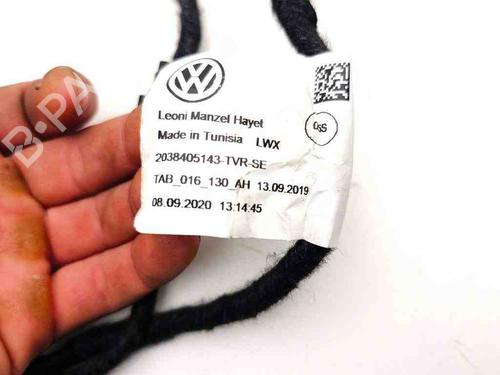 Leoni Manzel Hayet
Made in Tunisia LWX
2038405143-TVR-SE
TAB_016_130_AH 13.09.2019
08.09.2020 13:14:45
B-PA